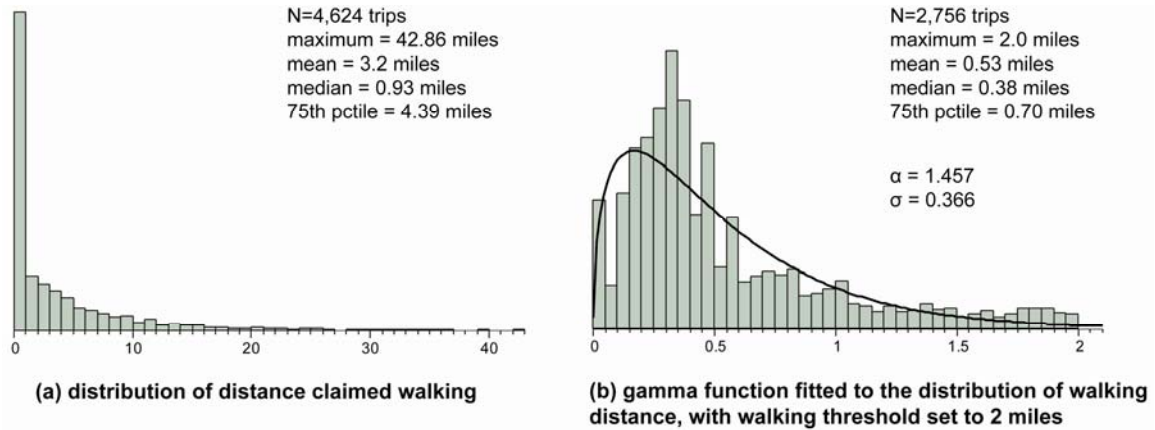 N=4,624 trips
maximum = 42.86 miles
mean = 3.2 miles
median = 0.93 miles
75th pctile = 4.39 miles
0 10 20 30 40
(a) distribution of distance claimed walking
N=2,756 trips
maximum = 2.0 miles
mean = 0.53 miles
median = 0.38 miles
75th pctile = 0.70 miles
α = 1.457
σ = 0.366
0 0.5 1 1.5 2
(b) gamma function fitted to the distribution of walking
distance, with walking threshold set to 2 miles